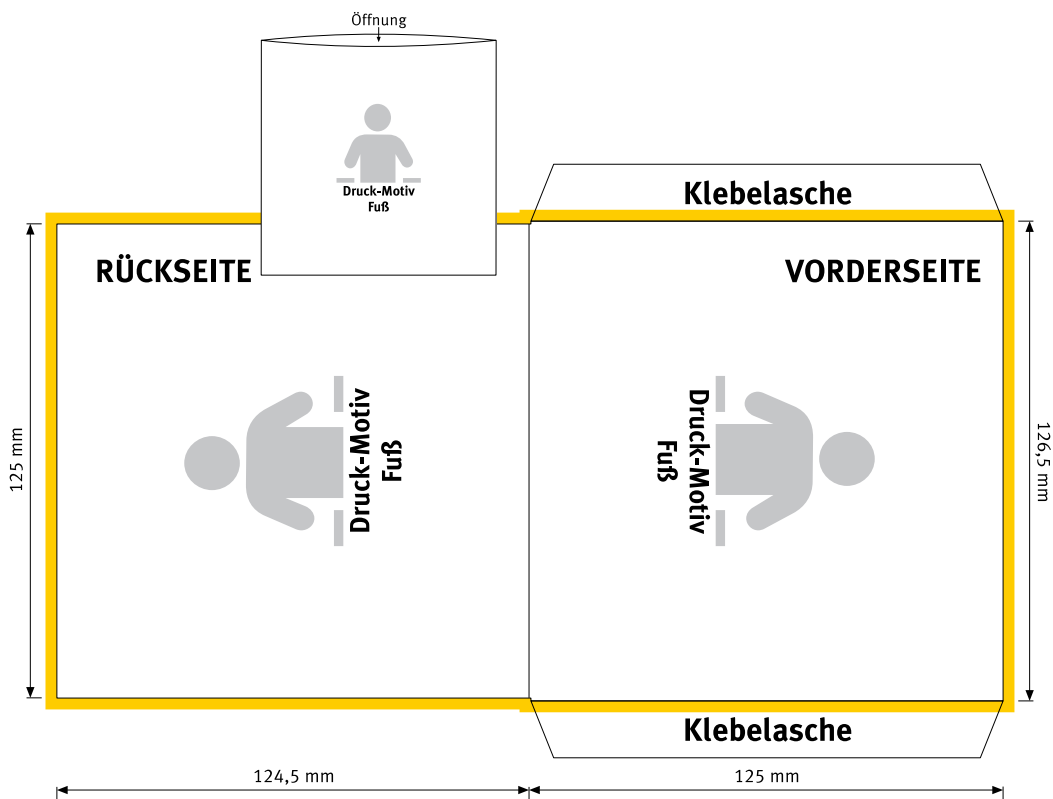 Öffnung
Druck-Motiv
Fuß
Klebelasche
RÜCKSEITE
VORDERSEITE
125 mm
Druck-Motiv
Fuß
Druck-Motiv
Fuß
126,5 mm
Klebelasche
124,5 mm
125 mm